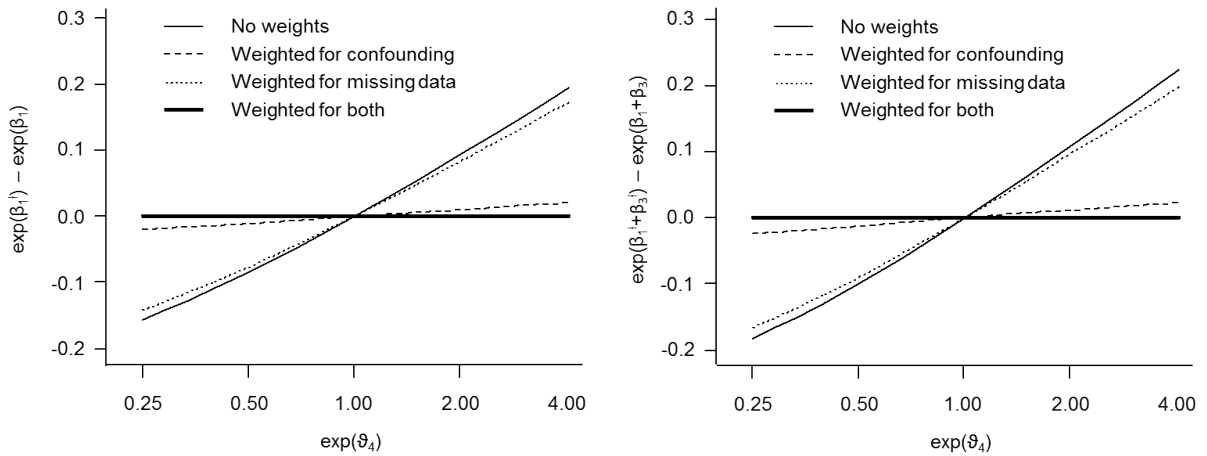 No weights
Weighted for confounding
Weighted for missing data
Weighted for both
0.3
0.2
0.1
0.0
-0.1
-0.2
exp(β₁ⁱ) − exp(β₁)
0.25 0.50 1.00 2.00 4.00
exp(ϑ₄)
No weights
Weighted for confounding
Weighted for missing data
Weighted for both
0.3
0.2
0.1
0.0
-0.1
-0.2
exp(β₁ⁱ+β₃ⁱ) − exp(β₁+β₃)
0.25 0.50 1.00 2.00 4.00
exp(ϑ₄)